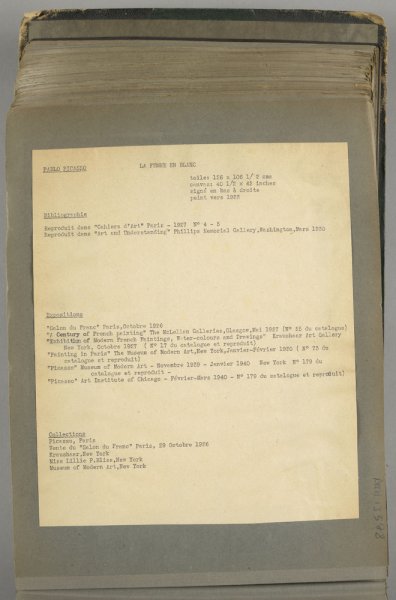 PABLO PICASSO
LA FEMME EN BLANC
toile: 116 x 106 1/ 2 cms
canvas: 40 1/2 x 42 inches
signé en bas à droite
peint vers 1923
Bibliographie
Reproduit dans "Cahiers d'Art" Paris - 1927 N° 4 - 5
Reproduit dans "Art and Understanding" Phillips Memorial Gallery,Washington,Mars 1930
Expositions
"Salon du Franc" Paris,Octobre 1926
"A Century of French painting" The McLellan Galleries,Glasgow,Mai 1927 (N° 55 du catalogue)
"Exhibition of Modern French Paintings, Water-colours and Drawings" Kraushaar Art Gallery
New York, Octobre 1927 ( N° 17 du catalogue et reproduit)
"Painting in Paris" The Museum of Modern Art,New York,Janvier-Février 1930 ( N° 73 du
catalogue et reproduit)
"Picasso" Museum of Modern Art - Novembre 1939 - Janvier 1940 New York N° 179 du
catalogue et reproduit -
"Picasso" Art Institute of Chicago - Février-Mars 1940 - N° 179 du catalogue et reproduit)
Collections
Picasso, Paris
Vente du "Salon du Franc" Paris, 29 Octobre 1926
Kraushaar,New York
Miss Lillie P.Bliss,New York
Museum of Modern Art,New York